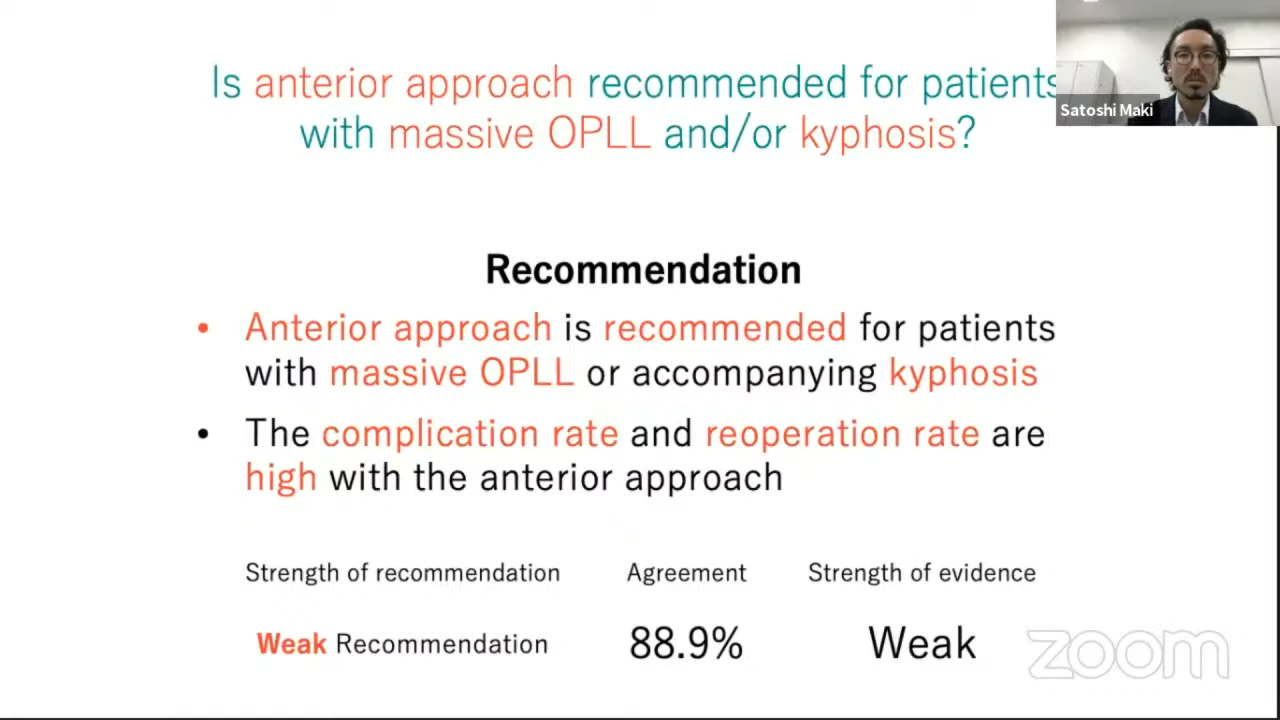 Is anterior approach recommended for patients
with massive OPLL and/or kyphosis?
Satoshi Maki
Recommendation
• Anterior approach is recommended for patients
with massive OPLL or accompanying kyphosis
• The complication rate and reoperation rate are
high with the anterior approach
Strength of recommendation Agreement Strength of evidence
Weak Recommendation 88.9% Weak
zoom